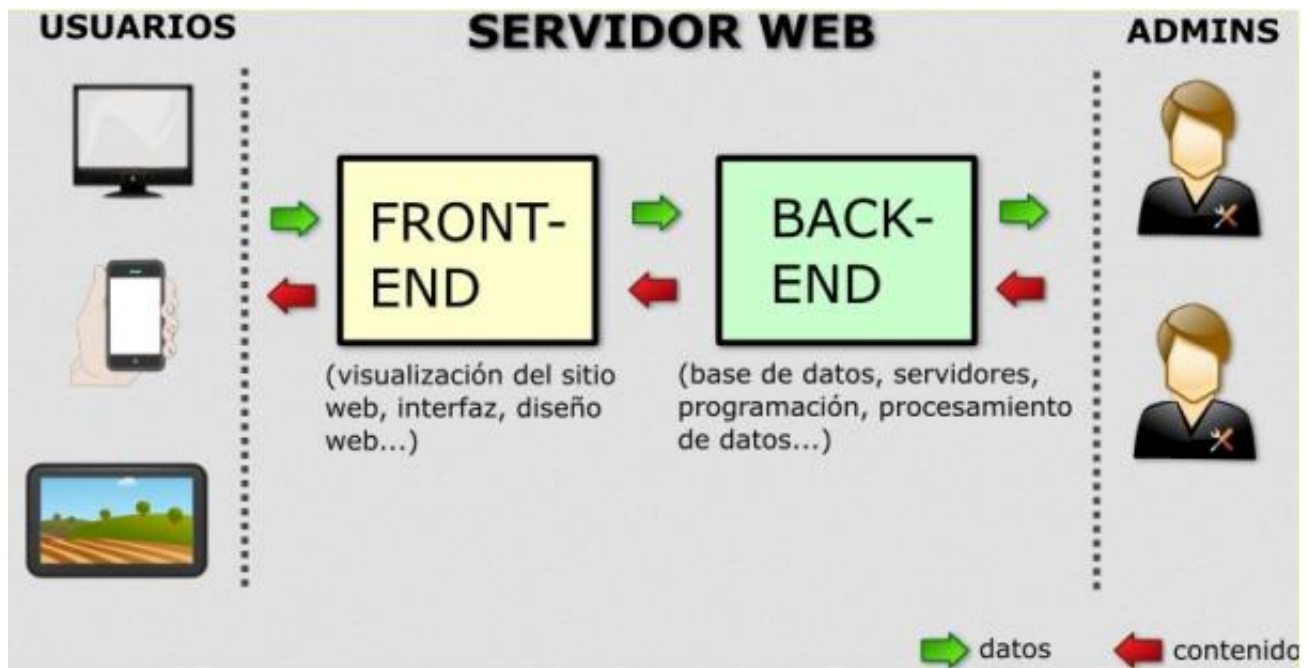 USUARIOS
SERVIDOR WEB
ADMINS
FRONT-
END
(visualización del sitio
web, interfaz, diseño
web...)
BACK-
END
(base de datos, servidores,
programación, procesamiento
de datos...)
datos
contenido